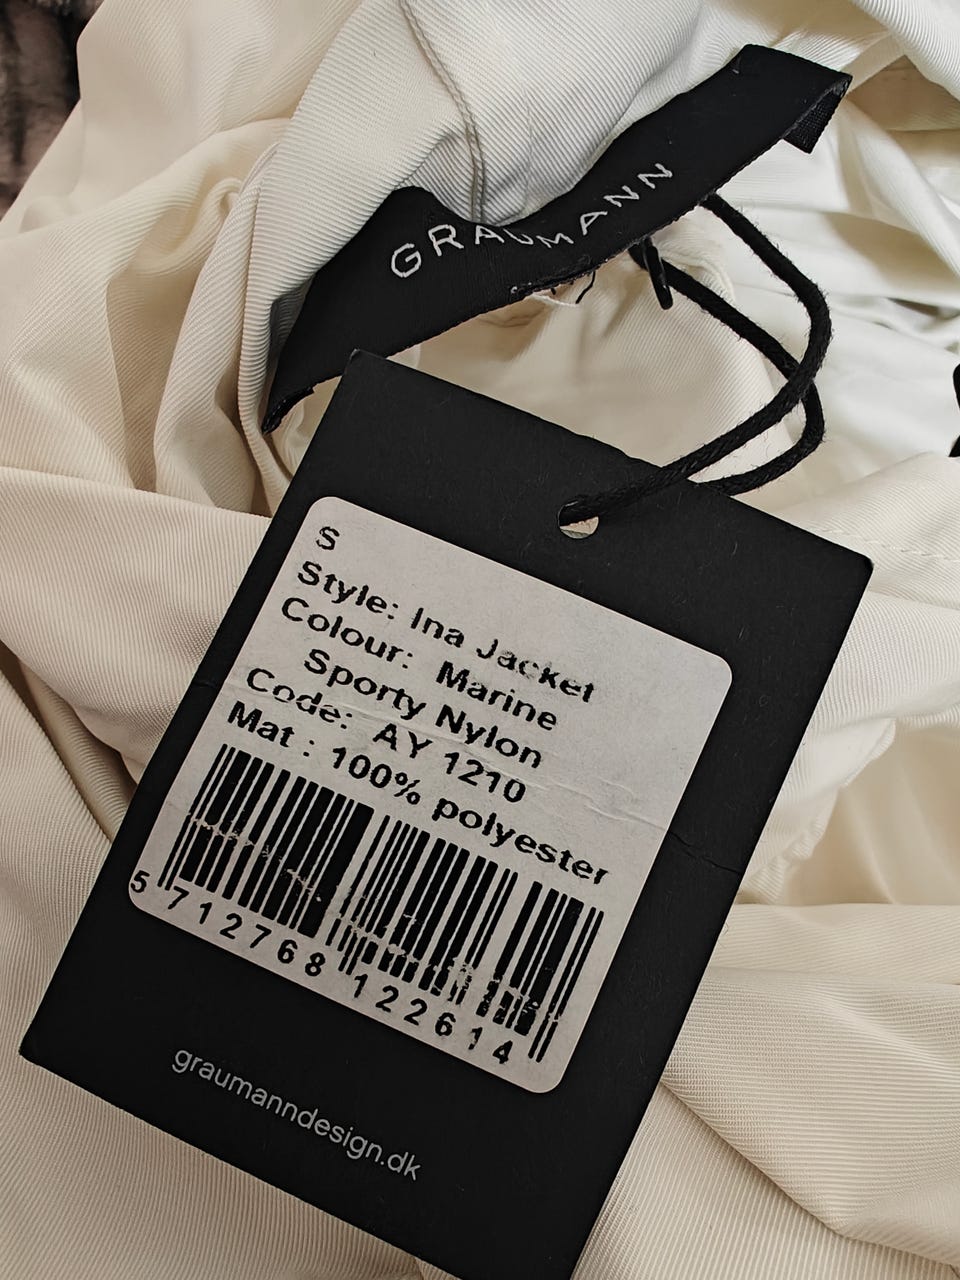 GRAUMANN
S
Style: Ina Jacket
Colour: Marine
Sporty Nylon
Code: AY 1210
Mat : 100% polyester
5 712768 122614
graumanndesign.dk